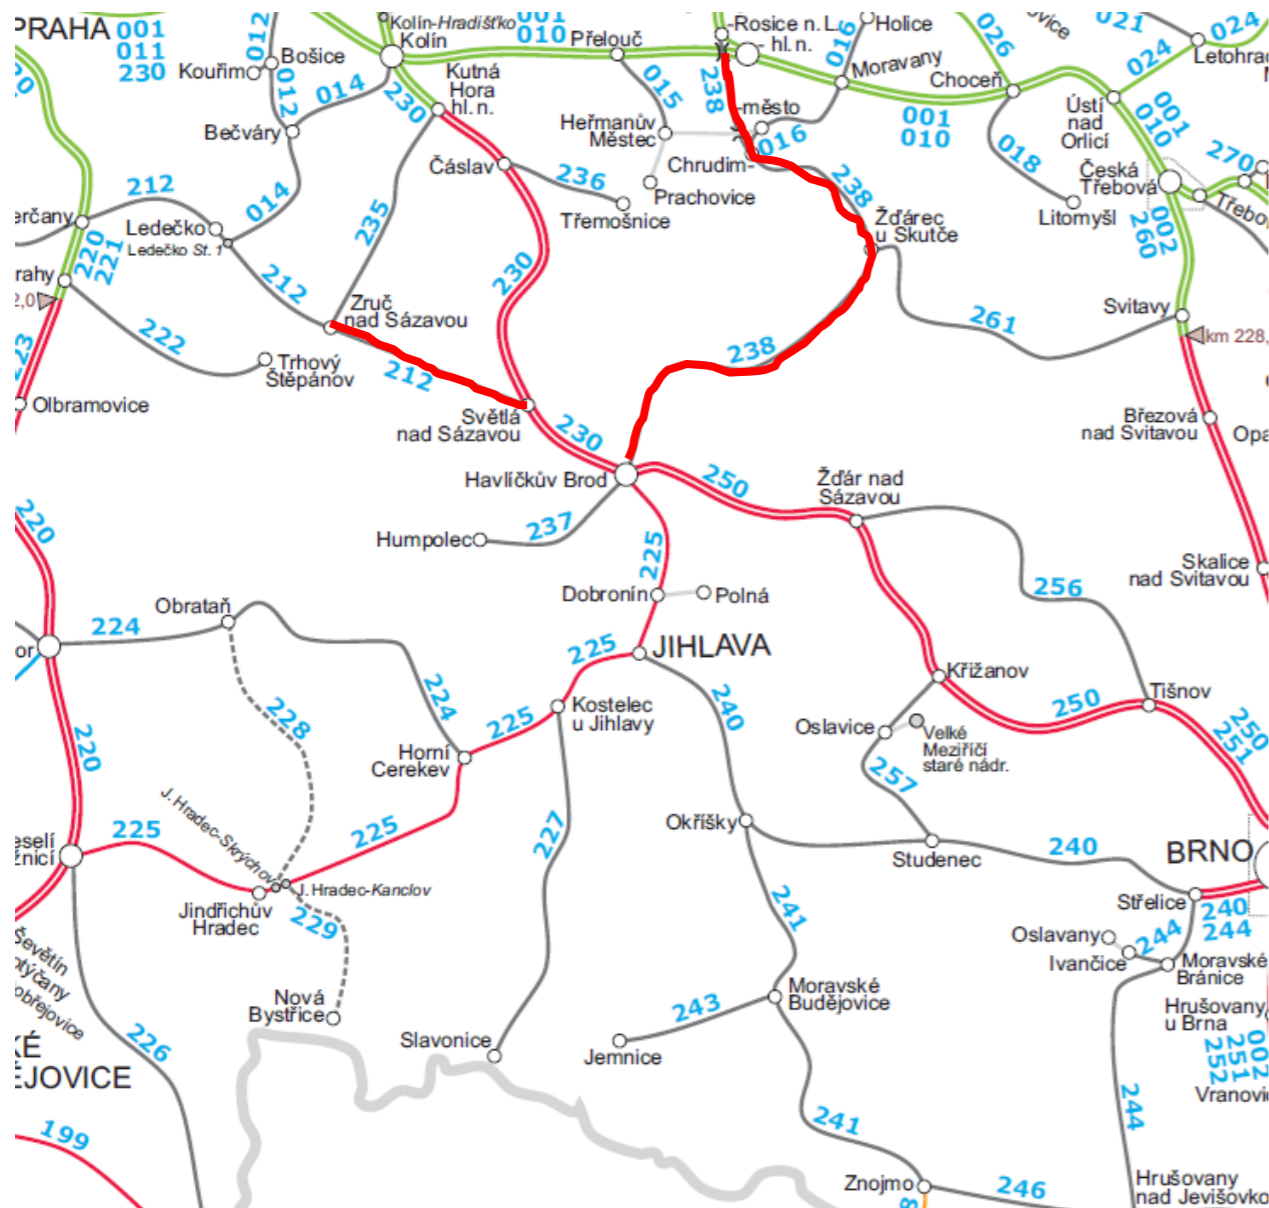 PRAHA
001
011
230
012
Kolín-Hradišťko
Kolín
001
010
Přelouč
Rosice n. L.
- hl. n.
016
Holice
026
021
024
Letohrad
Bošice
Kouřim
012
014
230
Kutná
Hora
hl. n.
015
238
Moravany
Choceň
024
Bečváry
Heřmanův
Městec
-město
016
Chrudim-
001
010
Ústí
nad
Orlicí
001
010
Čáslav
236
Prachovice
238
018
Česká
Třebová
270
212
014
235
Třemošnice
Žďárec
u Skutče
Litomyšl
002
260
Ledečko
Ledečko St. 1
220
221
212
230
Zruč
nad Sázavou
261
Svitavy
km 228,
222
Trhový
Štěpánov
212
238
Olbramovice
Světlá
nad Sázavou
230
Březová
nad Svitavou
Havlíčkův Brod
250
Žďár nad
Sázavou
220
Humpolec
237
225
Skalice
nad Svitavou
Dobronín
Polná
256
Obrataň
224
225
JIHLAVA
Křižanov
228
224
225
Kostelec
u Jihlavy
240
250
Tišnov
220
Oslavice
Velké
Meziříčí
staré nádr.
250
251
Horní
Cerekev
257
J. Hradec-Skrýchov
225
225
227
Okříšky
Studenec
240
BRNO
J. Hradec-Kanclov
Jindřichův
Hradec
229
241
Střelice
240
244
Oslavany
244
Ivančice
Moravské
Bránice
Nová
Bystřice
243
Moravské
Budějovice
Hrušovany
u Brna
226
Slavonice
Jemnice
002
251
252
199
241
244
Znojmo
246
Hrušovany
nad Jevišovko